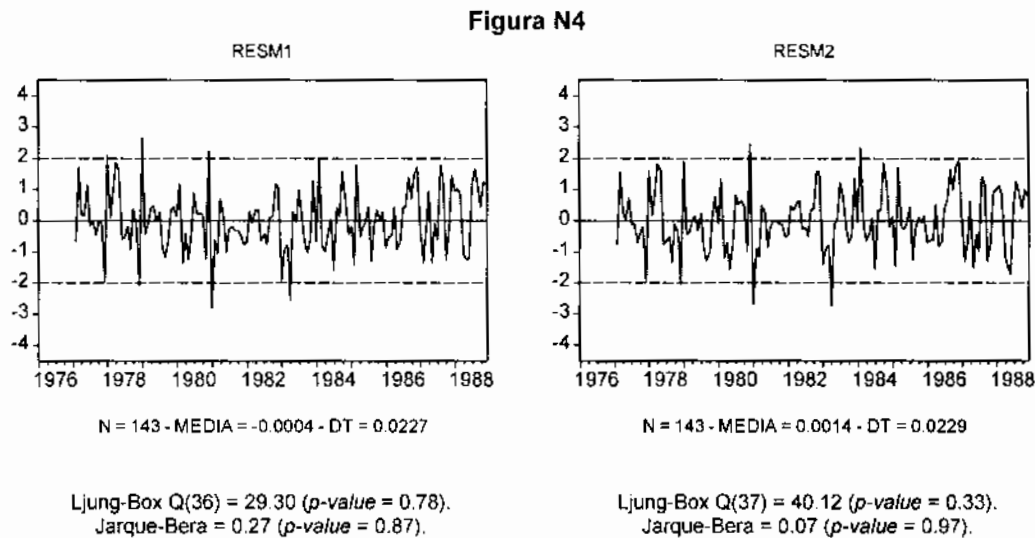 Figura N4
RESM1
4
3
2
1
0
-1
-2
-3
-4
1976 1978 1980 1982 1984 1986 1988
N = 143 - MEDIA = -0.0004 - DT = 0.0227
Ljung-Box Q(36) = 29.30 (p-value = 0.78).
Jarque-Bera = 0.27 (p-value = 0.87).
RESM2
4
3
2
1
0
-1
-2
-3
-4
1976 1978 1980 1982 1984 1986 1988
N = 143 - MEDIA = 0.0014 - DT = 0.0229
Ljung-Box Q(37) = 40.12 (p-value = 0.33).
Jarque-Bera = 0.07 (p-value = 0.97).